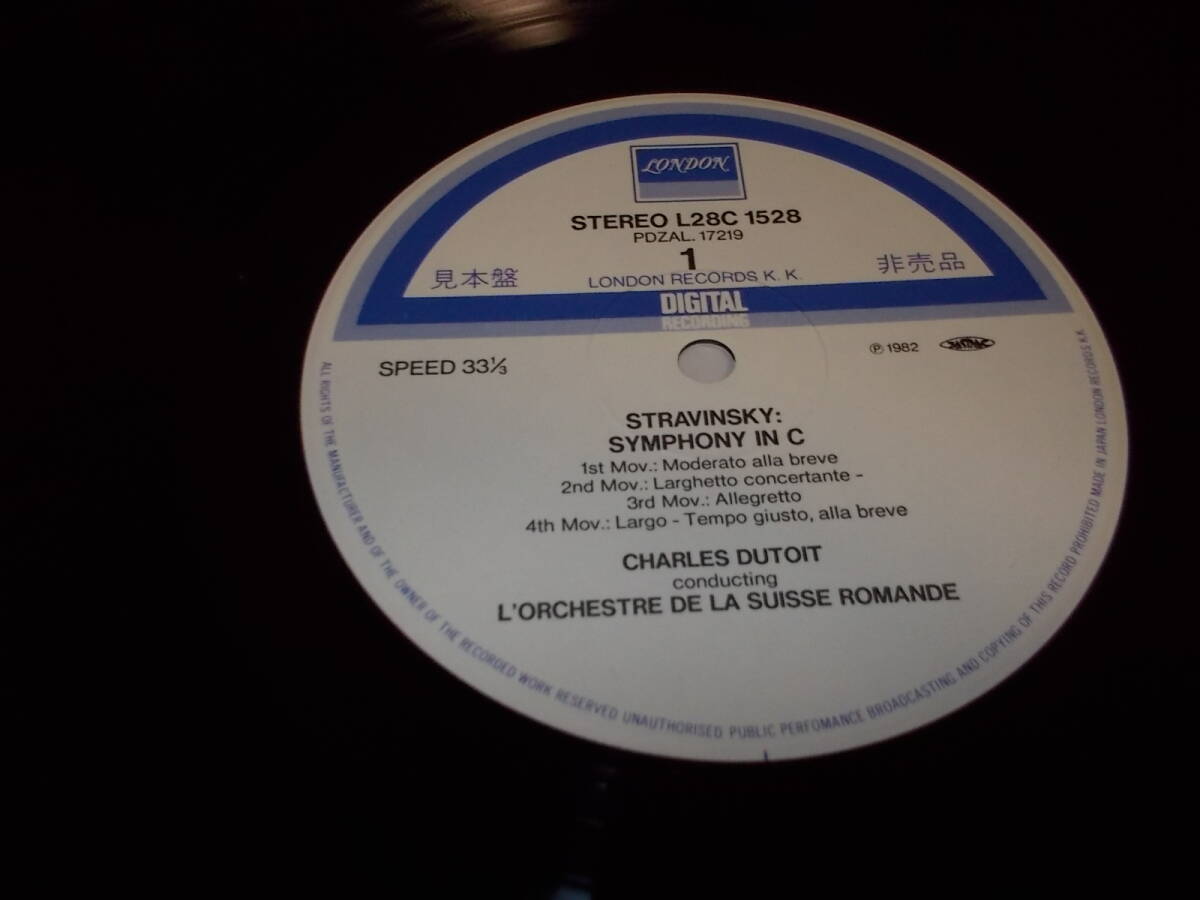 LONDON
STEREO L28C 1528
PDZAL. 17219
1
見本盤
非売品
LONDON RECORDS K. K.
DIGITAL
RECORDING
SPEED 33⅓
℗ 1982
STRAVINSKY:
SYMPHONY IN C
1st Mov.: Moderato alla breve
2nd Mov.: Larghetto concertante -
3rd Mov.: Allegretto
4th Mov.: Largo - Tempo giusto, alla breve
CHARLES DUTOIT
conducting
L'ORCHESTRE DE LA SUISSE ROMANDE
ALL RIGHTS OF THE MANUFACTURER AND OF THE OWNER OF THE RECORDED WORK RESERVED UNAUTHORISED PUBLIC PERFOMANCE BROADCASTING AND COPYING OF THIS RECORD PROHIBITED MADE IN JAPAN LONDON RECORDS K.K